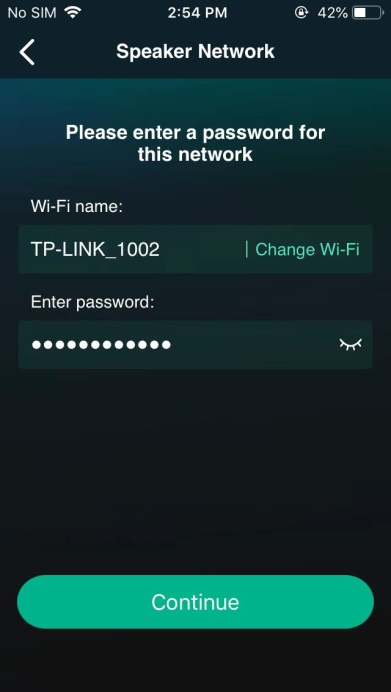 No SIM 2:54 PM 42%
Speaker Network
Please enter a password for
this network
Wi-Fi name:
TP-LINK_1002 | Change Wi-Fi
Enter password:
••••••••••••
Continue